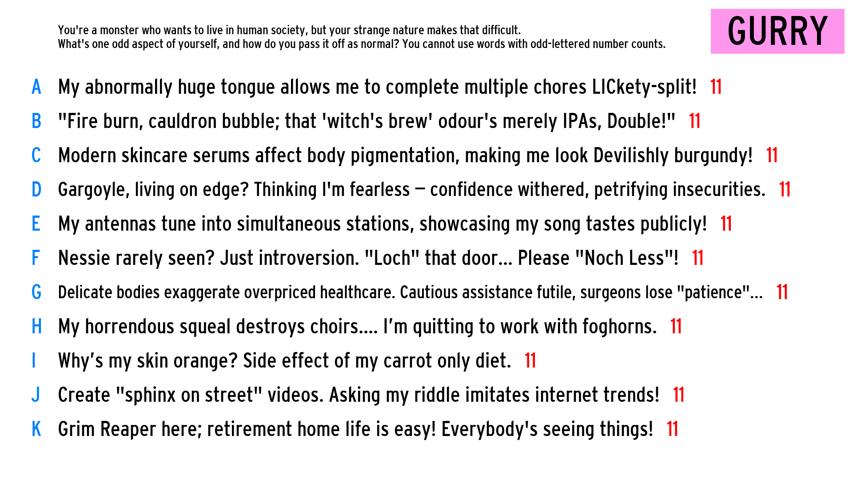 You're a monster who wants to live in human society, but your strange nature makes that difficult.
What's one odd aspect of yourself, and how do you pass it off as normal? You cannot use words with odd-lettered number counts.
GURRY
A My abnormally huge tongue allows me to complete multiple chores LICkety-split! 11
B "Fire burn, cauldron bubble; that 'witch's brew' odour's merely IPAs, Double!" 11
C Modern skincare serums affect body pigmentation, making me look Devilishly burgundy! 11
D Gargoyle, living on edge? Thinking I'm fearless – confidence withered, petrifying insecurities. 11
E My antennas tune into simultaneous stations, showcasing my song tastes publicly! 11
F Nessie rarely seen? Just introversion. "Loch" that door... Please "Noch Less"! 11
G Delicate bodies exaggerate overpriced healthcare. Cautious assistance futile, surgeons lose "patience"... 11
H My horrendous squeal destroys choirs.... I’m quitting to work with foghorns. 11
I Why’s my skin orange? Side effect of my carrot only diet. 11
J Create "sphinx on street" videos. Asking my riddle imitates internet trends! 11
K Grim Reaper here; retirement home life is easy! Everybody's seeing things! 11